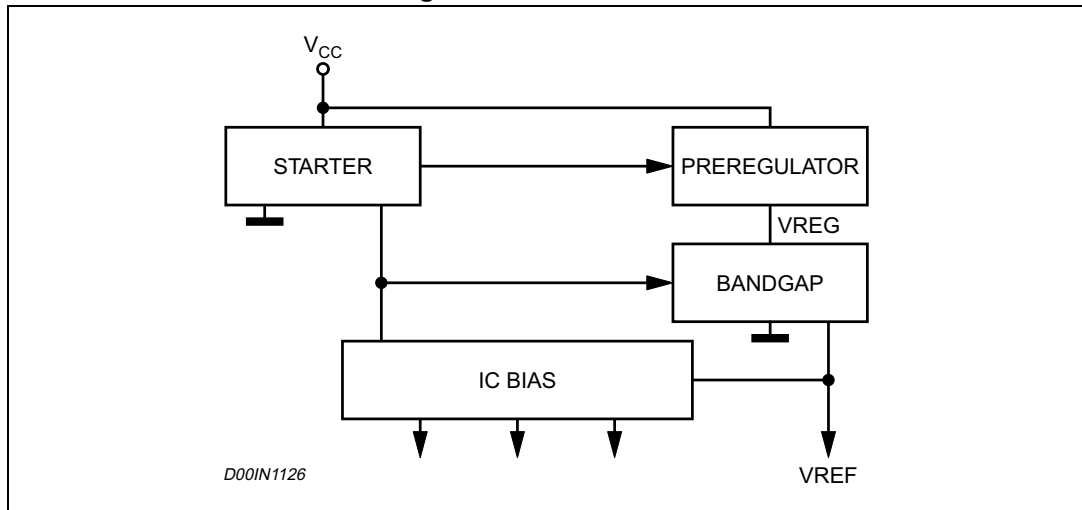 VCC
STARTER
PREREGULATOR
VREG
BANDGAP
IC BIAS
D00IN1126
VREF